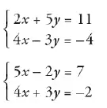 2x + 5y = 11
4x − 3y = −4
5x − 2y = 7
4x + 3y = −2